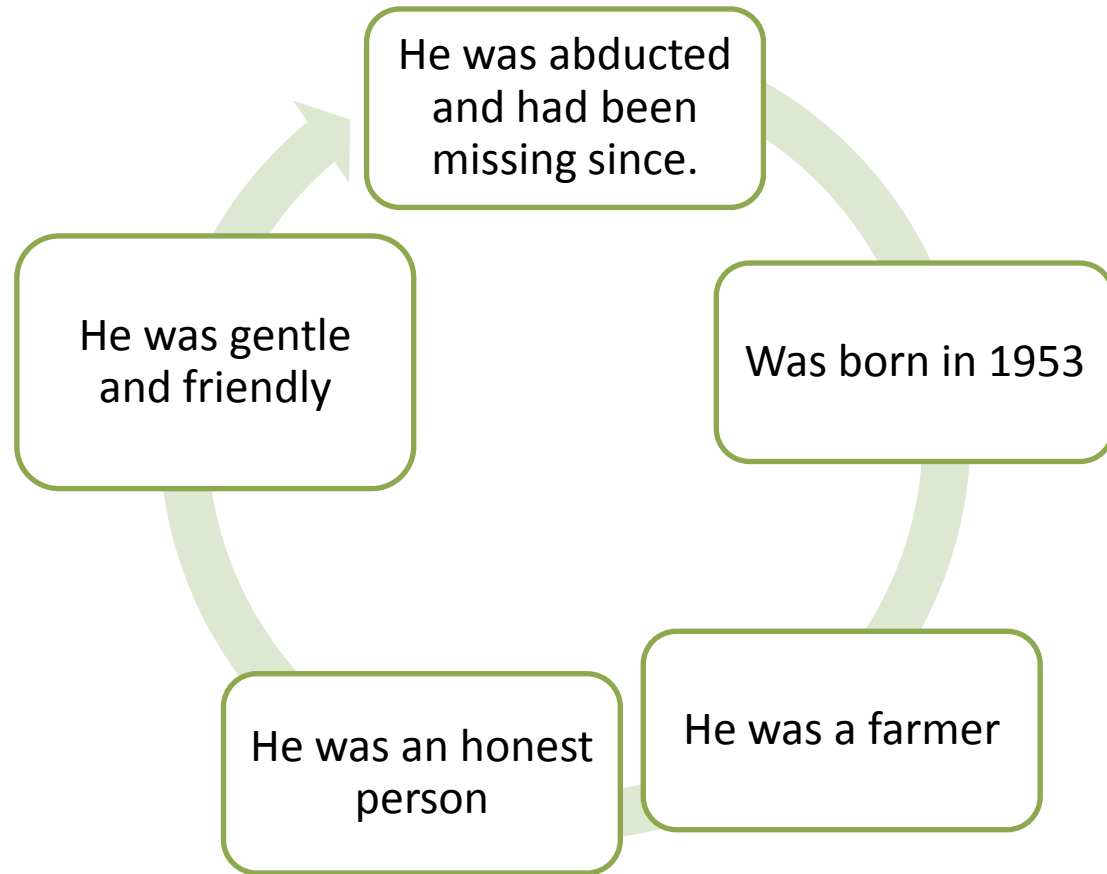 He was abducted
and had been
missing since.
Was born in 1953
He was a farmer
He was an honest
person
He was gentle
and friendly